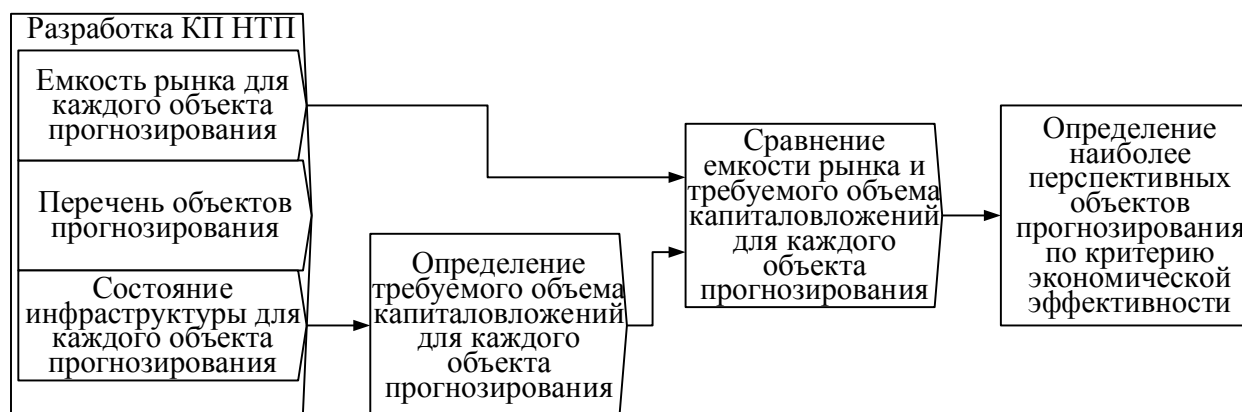 Разработка КП НТП
Емкость рынка для
каждого объекта
прогнозирования
Перечень объектов
прогнозирования
Состояние
инфраструктуры для
каждого объекта
прогнозирования
Определение
требуемого объема
капиталовложений
для каждого
объекта
прогнозирования
Сравнение
емкости рынка и
требуемого объема
капиталовложений
для каждого
объекта
прогнозирования
Определение
наиболее
перспективных
объектов
прогнозирования
по критерию
экономической
эффективности